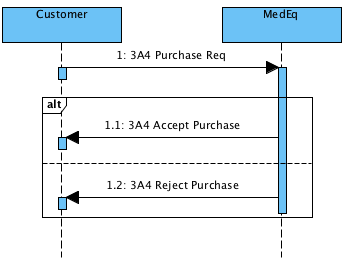 Customer
MedEq
1: 3A4 Purchase Req
alt
1.1: 3A4 Accept Purchase
1.2: 3A4 Reject Purchase